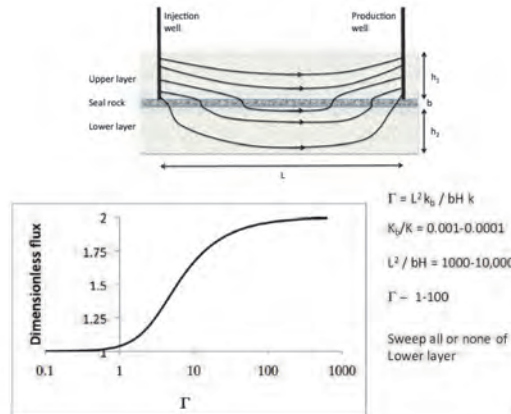 Injection
well
Production
well
Upper layer
Seal rock
Lower layer
h₁
b
h₂
L
Γ = L² k_b / bH k
K_b/K = 0.001-0.0001
L² / bH = 1000-10,000
Γ ~ 1-100
Sweep all or none of
Lower layer
Dimensionless flux
2
1.75
1.5
1.25
1
0.1 1 10 100 1000
Γ